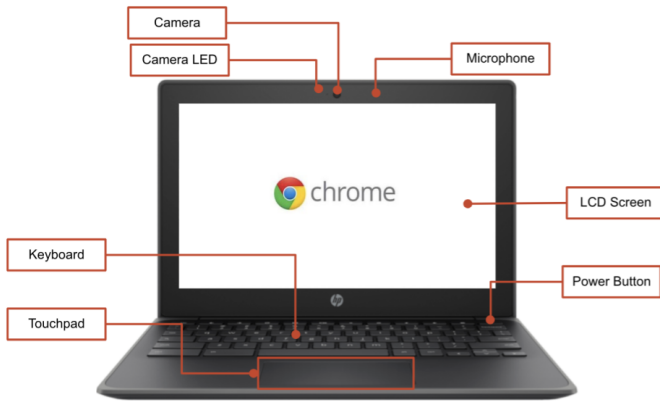 Camera
Camera LED
Microphone
chrome
LCD Screen
Keyboard
Power Button
hp
Touchpad